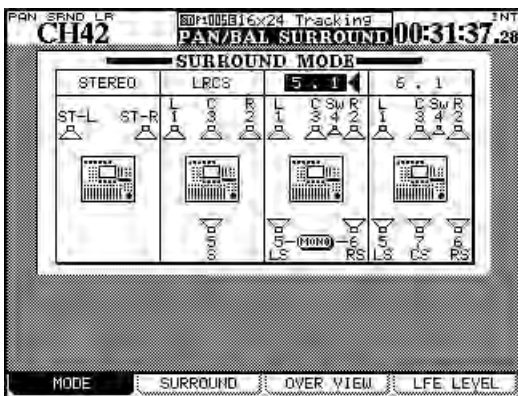 PAN SRND LR INT
CH42 16x24 Tracking 00:31:37.28
PAN/BAL SURROUND
SURROUND MODE
STEREO LRCS 5.1 6.1
L C R L C SW R L C SW R
ST-L ST-R 1 3 2 1 3 4 2 1 3 4 2
5 5 (MONO) 6 5 7 6
S LS RS LS CS RS
MODE SURROUND OVER VIEW LFE LEVEL